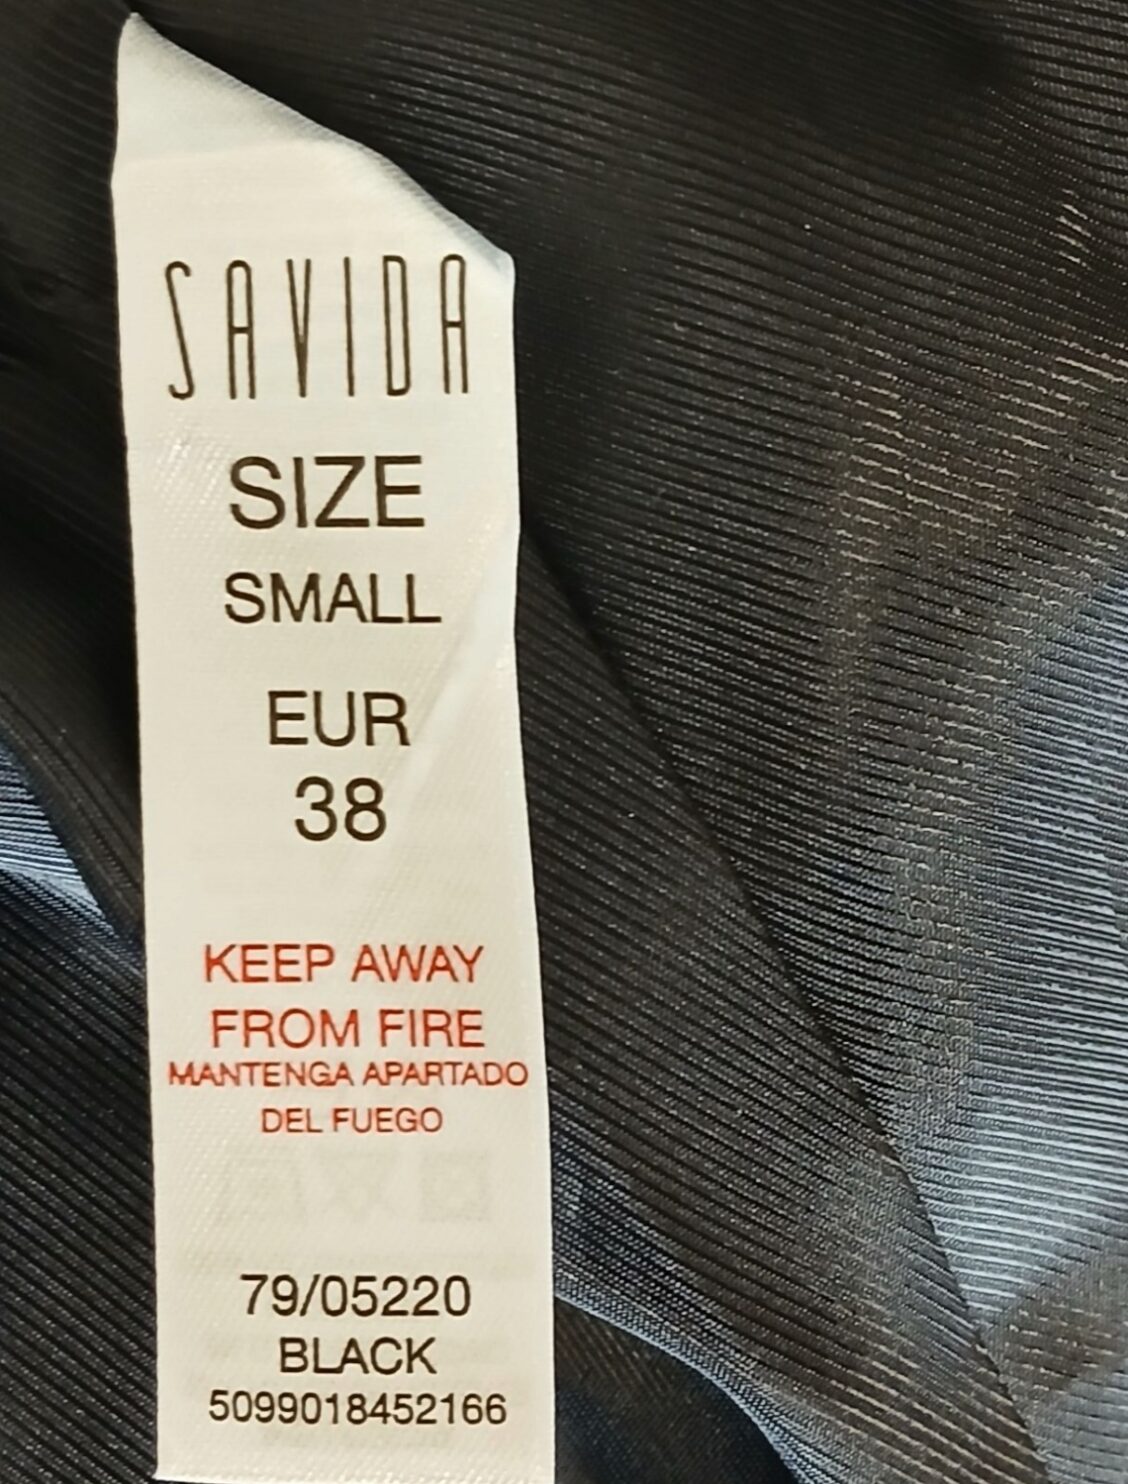 SAVIDA
SIZE
SMALL
EUR
38
KEEP AWAY
FROM FIRE
MANTENGA APARTADO
DEL FUEGO
79/05220
BLACK
5099018452166